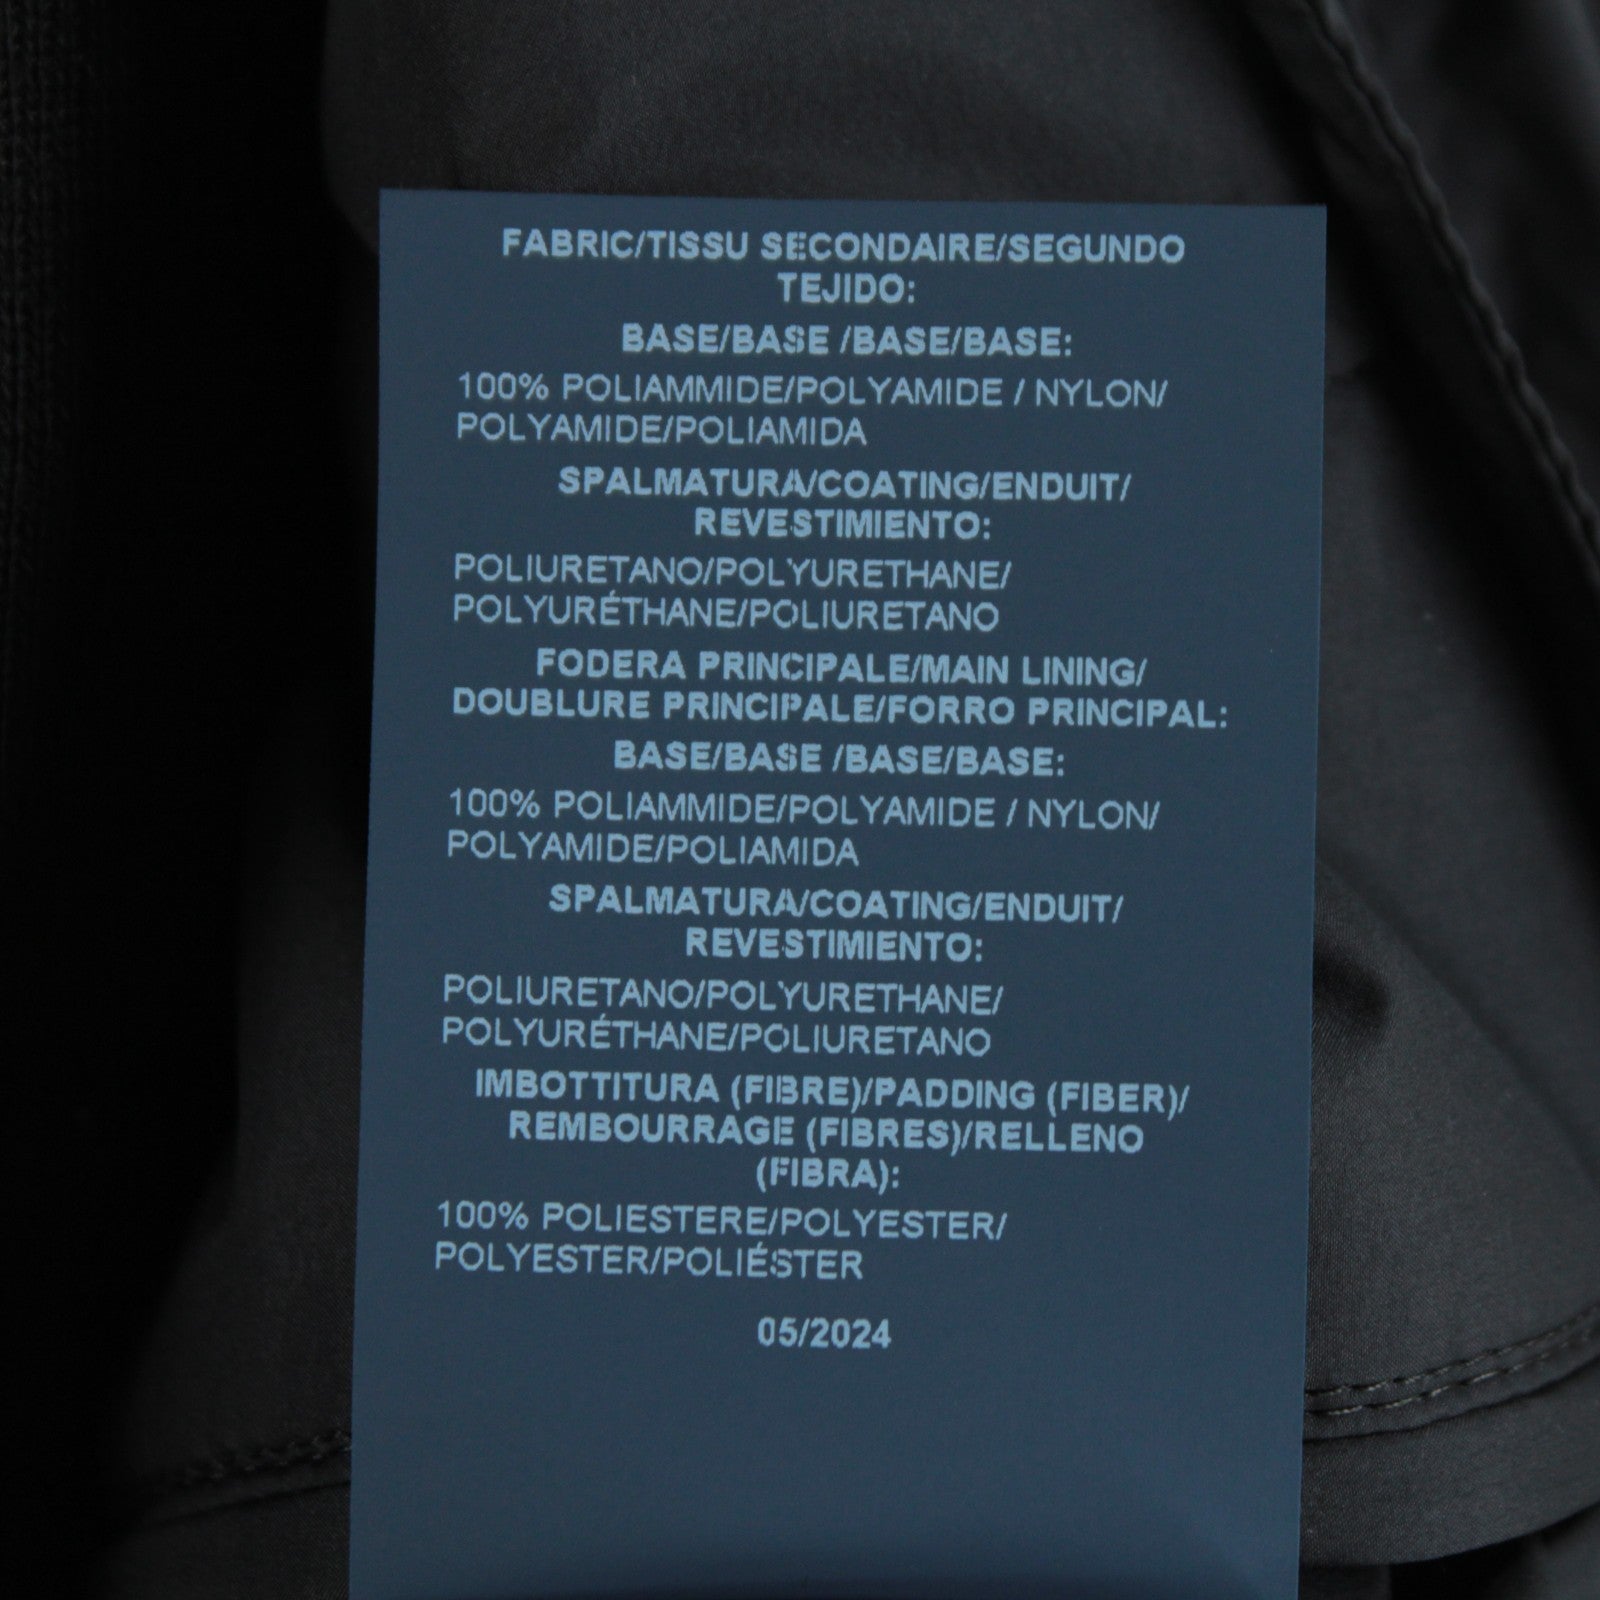 FABRIC/TISSU SECONDAIRE/SEGUNDO
TEJIDO:
BASE/BASE /BASE/BASE:
100% POLIAMMIDE/POLYAMIDE / NYLON/
POLYAMIDE/POLIAMIDA
SPALMATURA/COATING/ENDUIT/
REVESTIMIENTO:
POLIURETANO/POLYURETHANE/
POLYURÉTHANE/POLIURETANO
FODERA PRINCIPALE/MAIN LINING/
DOUBLURE PRINCIPALE/FORRO PRINCIPAL:
BASE/BASE /BASE/BASE:
100% POLIAMMIDE/POLYAMIDE / NYLON/
POLYAMIDE/POLIAMIDA
SPALMATURA/COATING/ENDUIT/
REVESTIMIENTO:
POLIURETANO/POLYURETHANE/
POLYURÉTHANE/POLIURETANO
IMBOTTITURA (FIBRE)/PADDING (FIBER)/
REMBOURRAGE (FIBRES)/RELLENO
(FIBRA):
100% POLIESTERE/POLYESTER/
POLYESTER/POLIÉSTER
05/2024